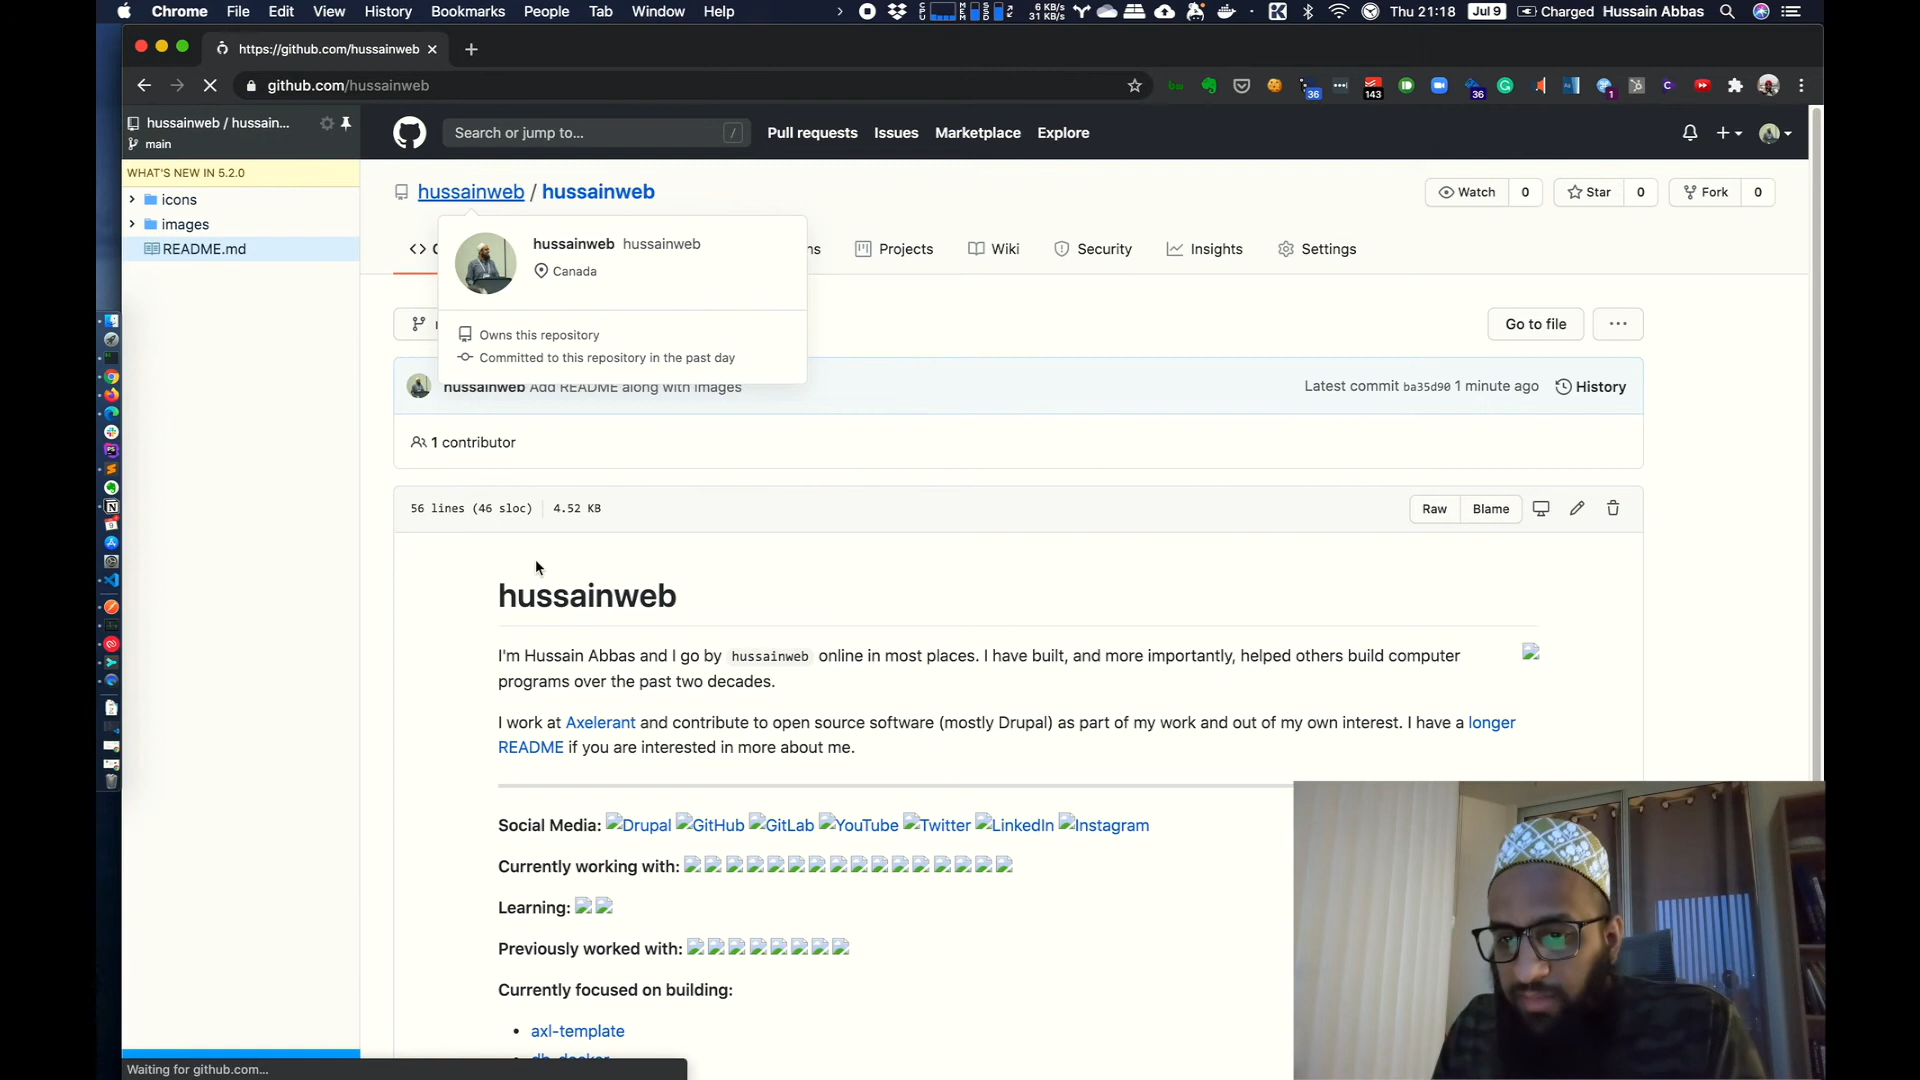 Chrome File Edit View History Bookmarks People Tab Window Help
6 KB/s
31 KB/s
Thu 21:18 Jul 9 Charged Hussain Abbas
https://github.com/hussainweb
github.com/hussainweb
36 143 36 1
hussainweb / hussain...
main
WHAT'S NEW IN 5.2.0
icons
images
README.md
Search or jump to... / Pull requests Issues Marketplace Explore
hussainweb / hussainweb
Watch 0 Star 0 Fork 0
hussainweb hussainweb
Canada
Owns this repository
Committed to this repository in the past day
Projects Wiki Security Insights Settings
Go to file ...
hussainweb Add README along with images
Latest commit ba35d90 1 minute ago History
1 contributor
56 lines (46 sloc) 4.52 KB
Raw Blame
hussainweb
I'm Hussain Abbas and I go by hussainweb online in most places. I have built, and more importantly, helped others build computer
programs over the past two decades.
I work at Axelerant and contribute to open source software (mostly Drupal) as part of my work and out of my own interest. I have a longer
README if you are interested in more about me.
Social Media: Drupal GitHub GitLab YouTube Twitter LinkedIn Instagram
Currently working with:
Learning:
Previously worked with:
Currently focused on building:
• axl-template
Waiting for github.com...